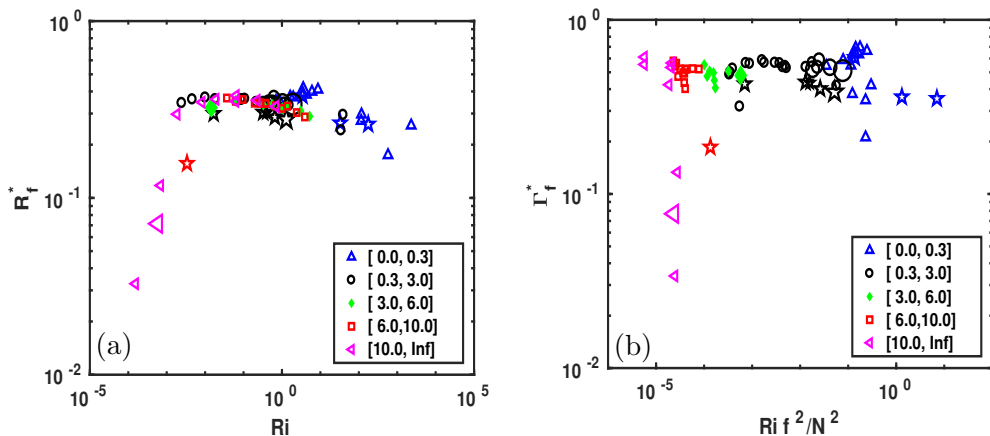 10^0
10^-1
10^-2
R_f^*
10^-5
10^0
10^5
Ri
(a)
[ 0.0, 0.3]
[ 0.3, 3.0]
[ 3.0, 6.0]
[ 6.0,10.0]
[10.0, Inf]
10^0
10^-1
10^-2
Γ_f^*
10^-5
10^0
Ri f^2/N^2
(b)
[ 0.0, 0.3]
[ 0.3, 3.0]
[ 3.0, 6.0]
[ 6.0,10.0]
[10.0, Inf]